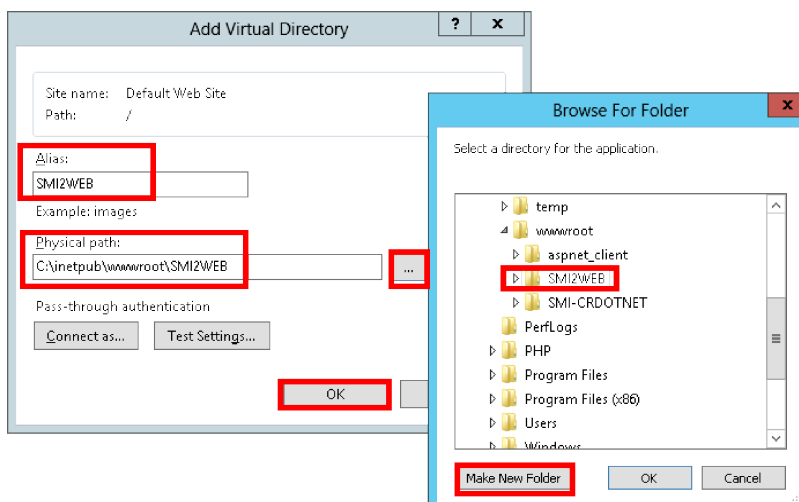 Add Virtual Directory
? x
Site name: Default Web Site
Path: /
Alias:
SMI2WEB
Example: images
Physical path:
C:\inetpub\wwwroot\SMI2WEB
...
Pass-through authentication
Connect as...
Test Settings...
OK
Browse For Folder
x
Select a directory for the application.
temp
wwwroot
aspnet_client
SMI2WEB
SMI-CRDOTNET
PerfLogs
PHP
Program Files
Program Files (x86)
Users
Windows
Make New Folder
OK
Cancel